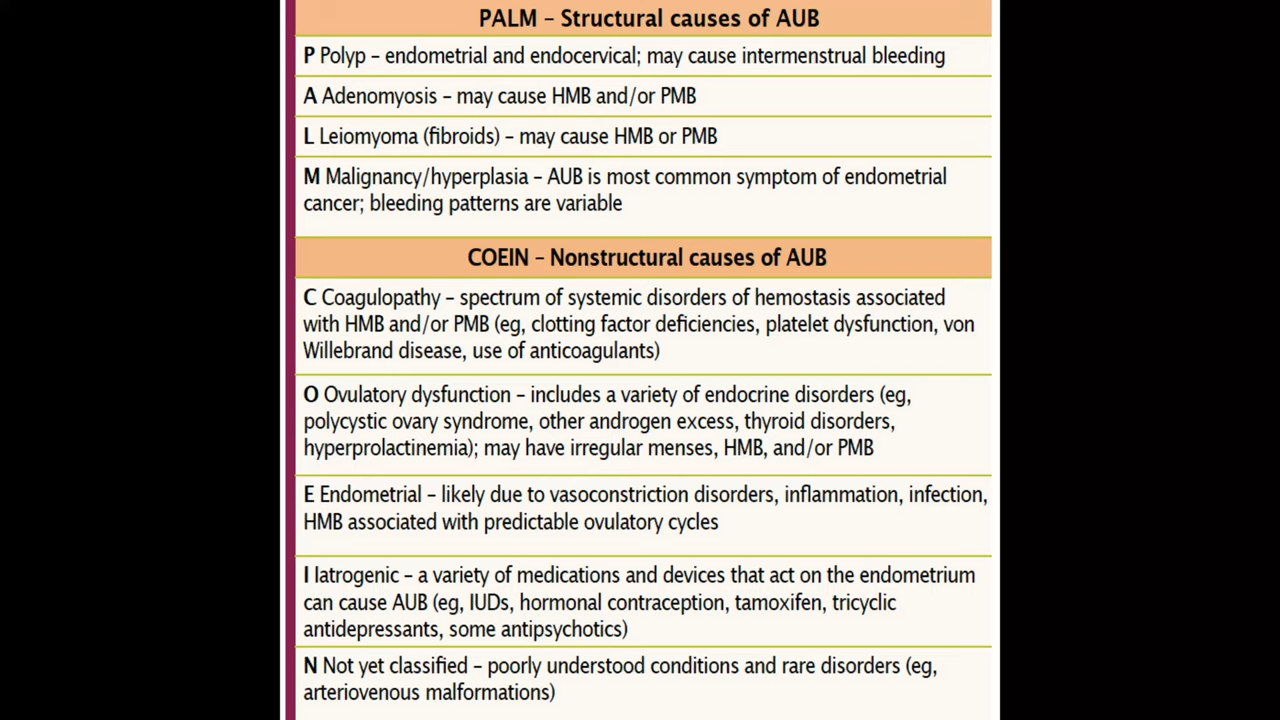 PALM – Structural causes of AUB
P Polyp – endometrial and endocervical; may cause intermenstrual bleeding
A Adenomyosis – may cause HMB and/or PMB
L Leiomyoma (fibroids) – may cause HMB or PMB
M Malignancy/hyperplasia – AUB is most common symptom of endometrial
cancer; bleeding patterns are variable
COEIN – Nonstructural causes of AUB
C Coagulopathy – spectrum of systemic disorders of hemostasis associated
with HMB and/or PMB (eg, clotting factor deficiencies, platelet dysfunction, von
Willebrand disease, use of anticoagulants)
O Ovulatory dysfunction – includes a variety of endocrine disorders (eg,
polycystic ovary syndrome, other androgen excess, thyroid disorders,
hyperprolactinemia); may have irregular menses, HMB, and/or PMB
E Endometrial – likely due to vasoconstriction disorders, inflammation, infection,
HMB associated with predictable ovulatory cycles
I Iatrogenic – a variety of medications and devices that act on the endometrium
can cause AUB (eg, IUDs, hormonal contraception, tamoxifen, tricyclic
antidepressants, some antipsychotics)
N Not yet classified – poorly understood conditions and rare disorders (eg,
arteriovenous malformations)